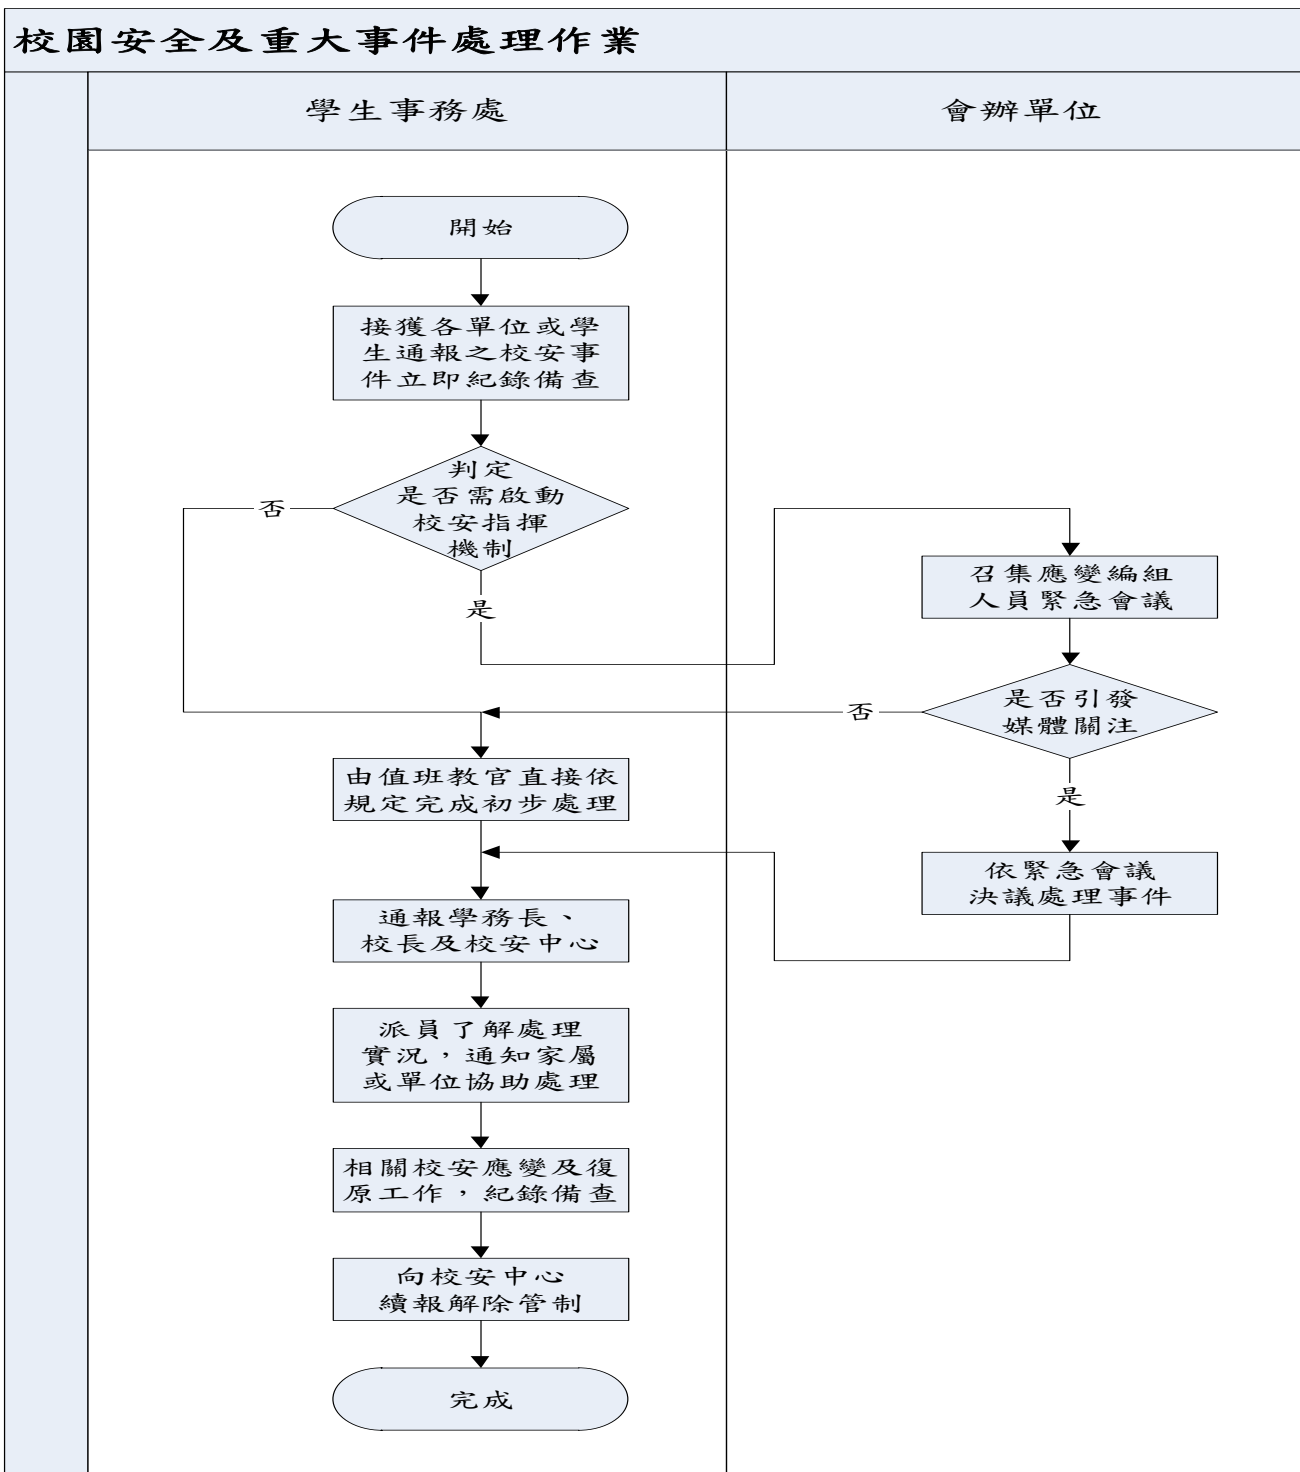 校園安全及重大事件處理作業
學生事務處
會辦單位
開始
接獲各單位或學
生通報之校安事
件立即紀錄備查
判定
是否需啟動
校安指揮
機制
否
是
召集應變編組
人員緊急會議
是否引發
媒體關注
否
是
由值班教官直接依
規定完成初步處理
依緊急會議
決議處理事件
通報學務長、
校長及校安中心
派員了解處理
實況，通知家屬
或單位協助處理
相關校安應變及復
原工作，紀錄備查
向校安中心
續報解除管制
完成